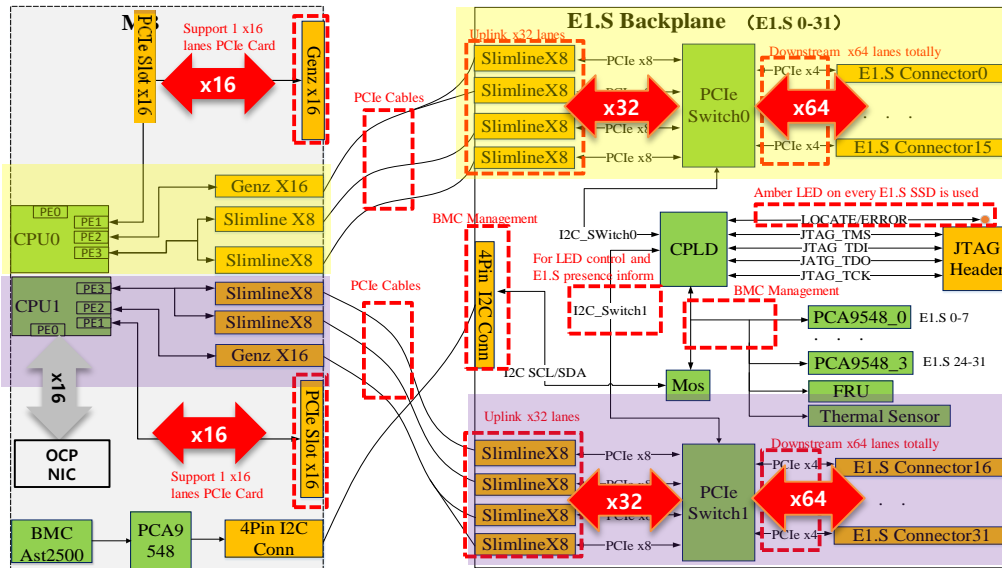 M
PCIe Slot x16
Support 1 x16
lanes PCIe Card
x16
Genz x16
PCIe Cables
Genz X16
Slimline X8
Slimline X8
CPU0
PE0
PE1
PE2
PE3
CPU1
PE3
PE2
PE1
PE0
SlimlineX8
SlimlineX8
Genz X16
PCIe Cables
x16
OCP
NIC
x16
PCIe Slot x16
Support 1 x16
lanes PCIe Card
BMC
Ast2500
PCA9
548
4Pin I2C
Conn
BMC Management
4Pin I2C Conn
E1.S Backplane （E1.S 0-31）
Uplink x32 lanes
SlimlineX8
SlimlineX8
SlimlineX8
SlimlineX8
PCIe x8
PCIe x8
PCIe x8
x32
PCIe
Switch0
Downstream x64 lanes totally
x64
PCIe x4
PCIe x4
E1.S Connector0
. . .
E1.S Connector15
Amber LED on every E1.S SSD is used
LOCATE/ERROR
JTAG_TMS
JTAG_TDI
JATG_TDO
JTAG_TCK
JTAG
Header
I2C_SWitch0
CPLD
For LED control and
E1.S presence inform
I2C_Switch1
BMC Management
I2C SCL/SDA
Mos
PCA9548_0
E1.S 0-7
. . .
PCA9548_3
E1.S 24-31
FRU
Thermal Sensor
Uplink x32 lanes
SlimlineX8
SlimlineX8
SlimlineX8
SlimlineX8
PCIe x8
PCIe x8
PCIe x8
x32
PCIe
Switch1
Downstream x64 lanes totally
x64
PCIe x4
PCIe x4
E1.S Connector16
. . .
E1.S Connector31